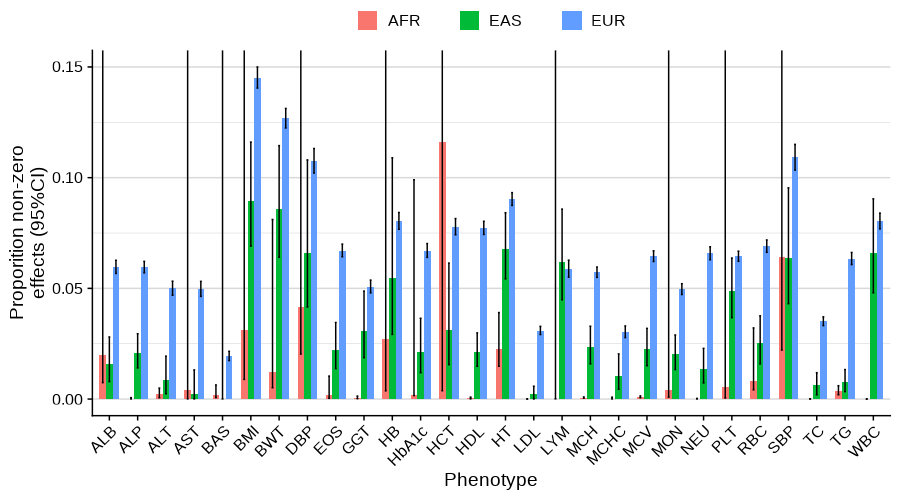 AFR EAS EUR
0.15
0.10
0.05
0.00
Proporition non-zero
effects (95%CI)
ALB ALP ALT AST BAS BMI BWT DBP EOS GGT HB HbA1c HCT HDL HT LDL LYM MCH MCHC MCV MON NEU PLT RBC SBP TC TG WBC
Phenotype